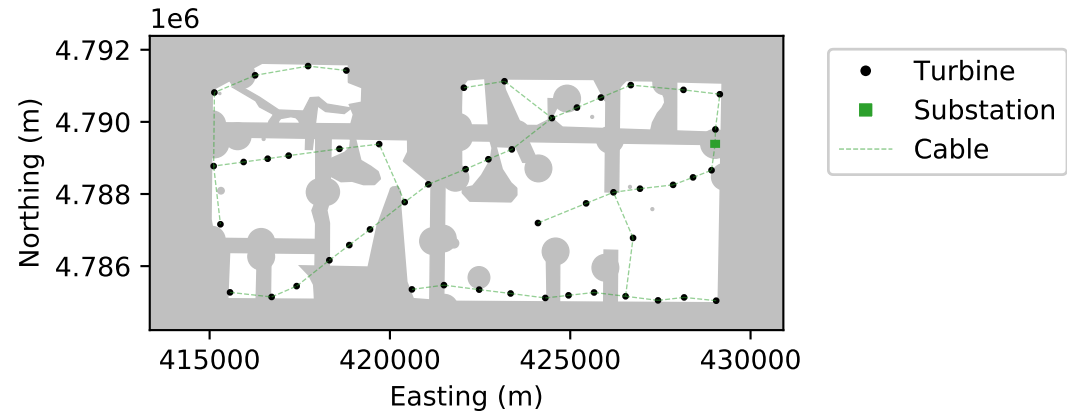 1e6
4.792
4.790
4.788
4.786
Northing (m)
415000 420000 425000 430000
Easting (m)
Turbine
Substation
Cable